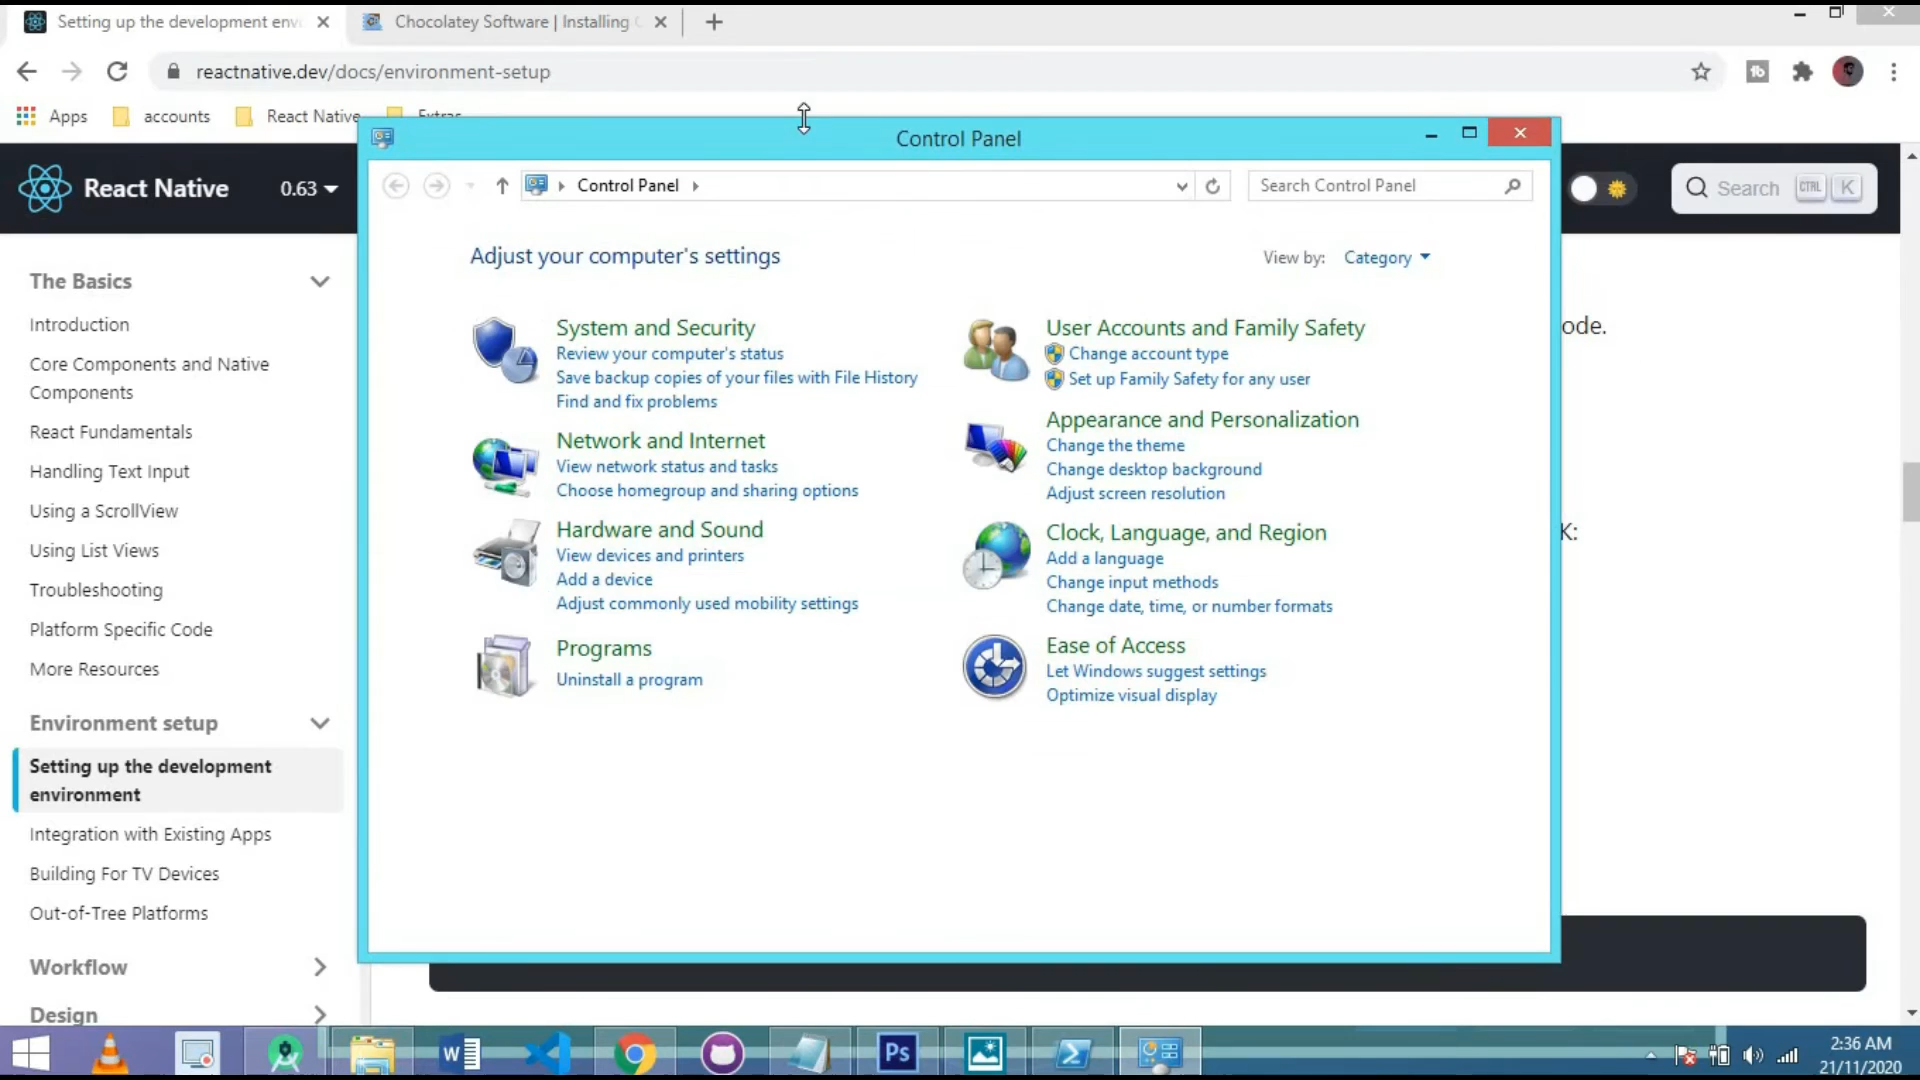 Setting up the development envi
Chocolatey Software | Installing C
reactnative.dev/docs/environment-setup
Apps
accounts
React Native
Extras
Control Panel
React Native
0.63
Control Panel
Search Control Panel
Search
CTRL
K
Adjust your computer's settings
View by:
Category
The Basics
Introduction
Core Components and Native
Components
React Fundamentals
Handling Text Input
Using a ScrollView
Using List Views
Troubleshooting
Platform Specific Code
More Resources
Environment setup
Setting up the development
environment
Integration with Existing Apps
Building For TV Devices
Out-of-Tree Platforms
Workflow
Design
System and Security
Review your computer's status
Save backup copies of your files with File History
Find and fix problems
Network and Internet
View network status and tasks
Choose homegroup and sharing options
Hardware and Sound
View devices and printers
Add a device
Adjust commonly used mobility settings
Programs
Uninstall a program
User Accounts and Family Safety
Change account type
Set up Family Safety for any user
Appearance and Personalization
Change the theme
Change desktop background
Adjust screen resolution
Clock, Language, and Region
Add a language
Change input methods
Change date, time, or number formats
Ease of Access
Let Windows suggest settings
Optimize visual display
ode.
K:
W
Ps
2:36 AM
21/11/2020